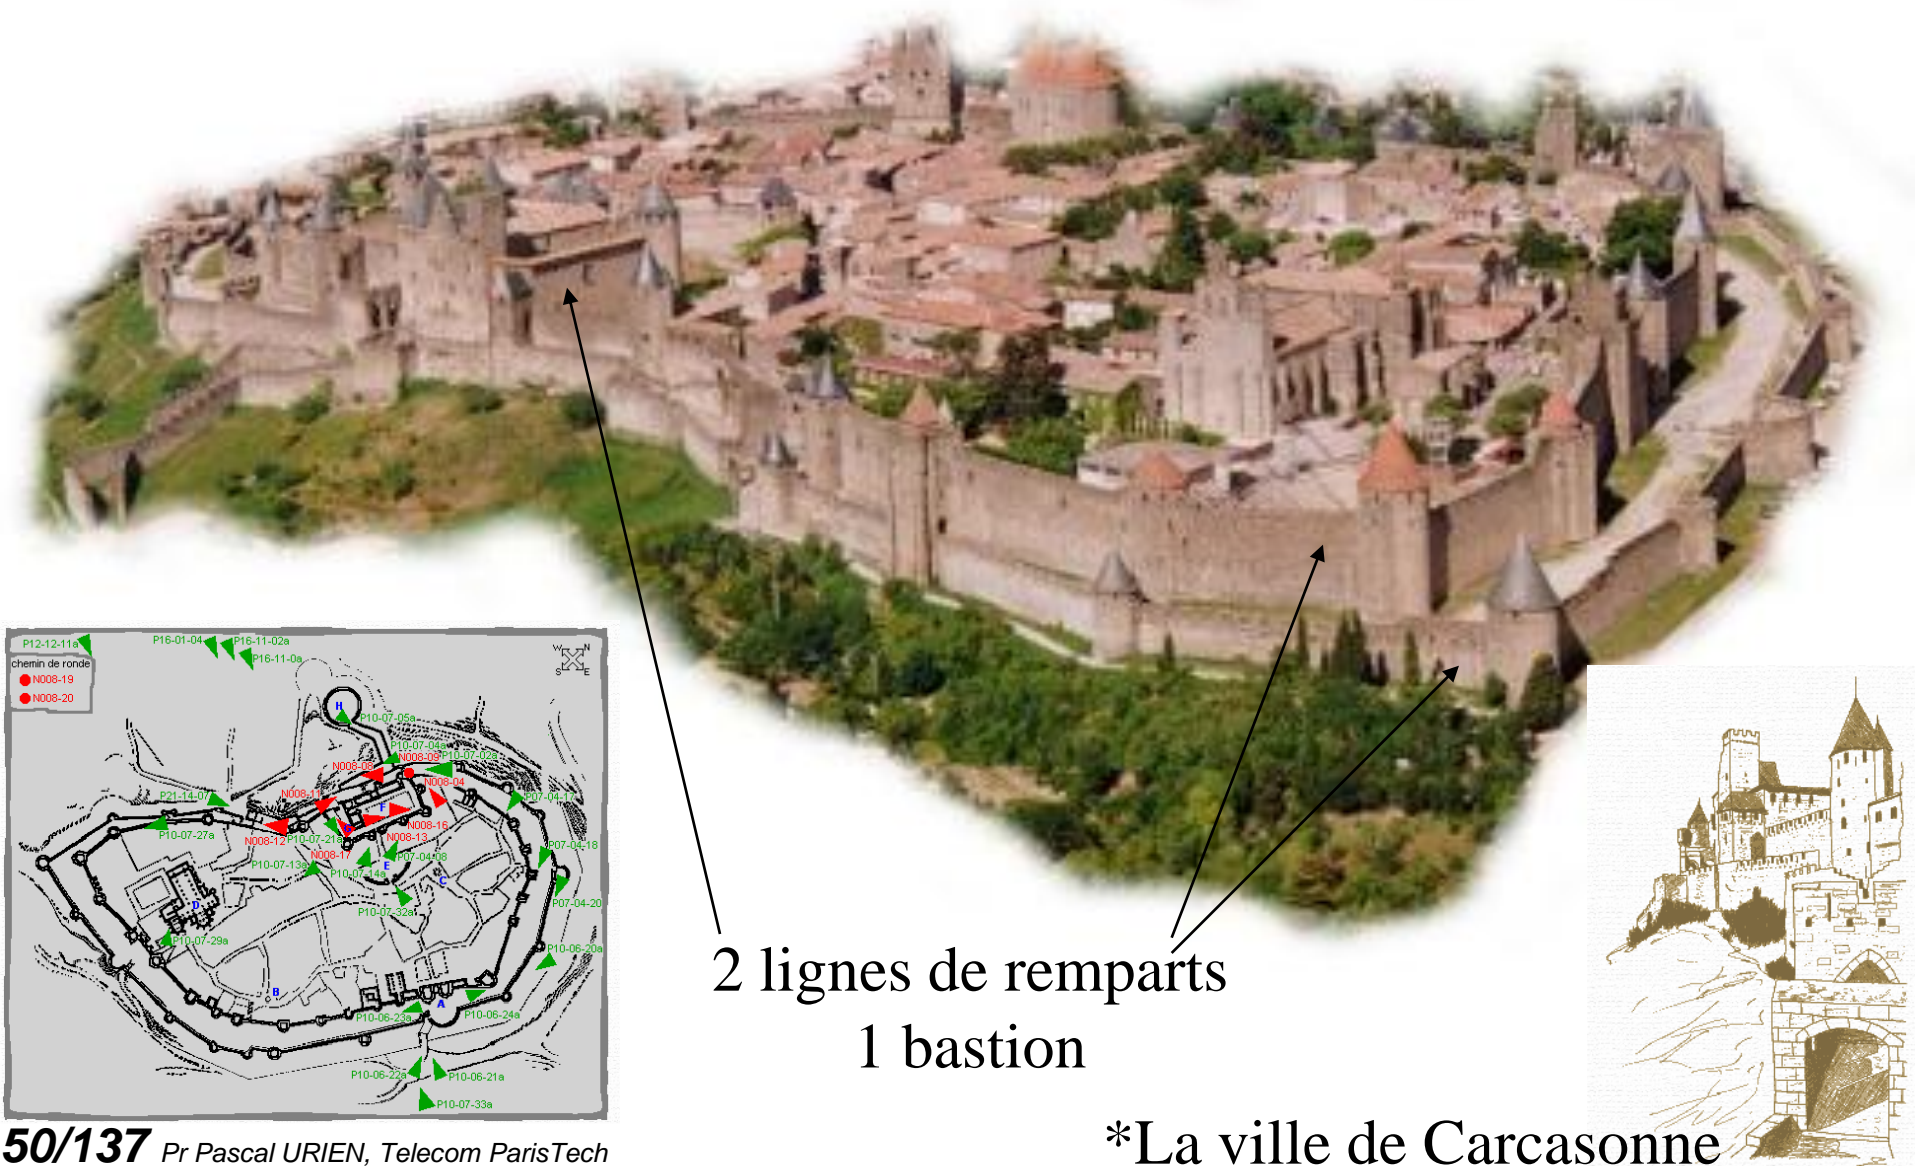 P12-12-11a
P16-01-04
P16-11-02a
P16-11-0a
chemin de ronde
N008-19
N008-20
W N
S E
H
P10-07-05a
P10-07-04a
N008-09
P10-07-02a
N008-08
N008-04
P21-14-07
N008-11
F
P07-04-17
P10-07-27a
N008-16
N008-12
P10-07-21a
G
N008-13
P07-04-18
N008-17
P07-04-08
P10-07-13a
P10-07-14a
E
C
D
P10-07-32a
P07-04-20
P10-07-29a
P10-06-20a
B
A
P10-06-23a
P10-06-24a
P10-06-22a
P10-06-21a
P10-07-33a
2 lignes de remparts
1 bastion
*La ville de Carcasonne
50/137 Pr Pascal URIEN, Telecom ParisTech